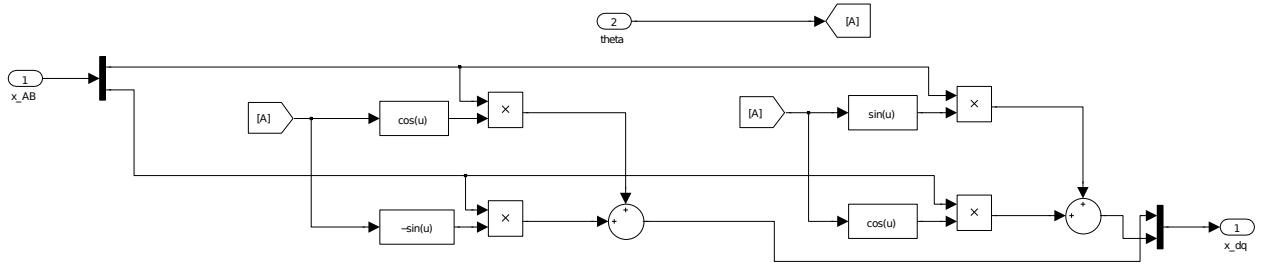 2
[A]
theta
1
x_AB
[A]
cos(u)
×
[A]
sin(u)
×
−sin(u)
×
+
+
cos(u)
×
+
+
1
x_dq